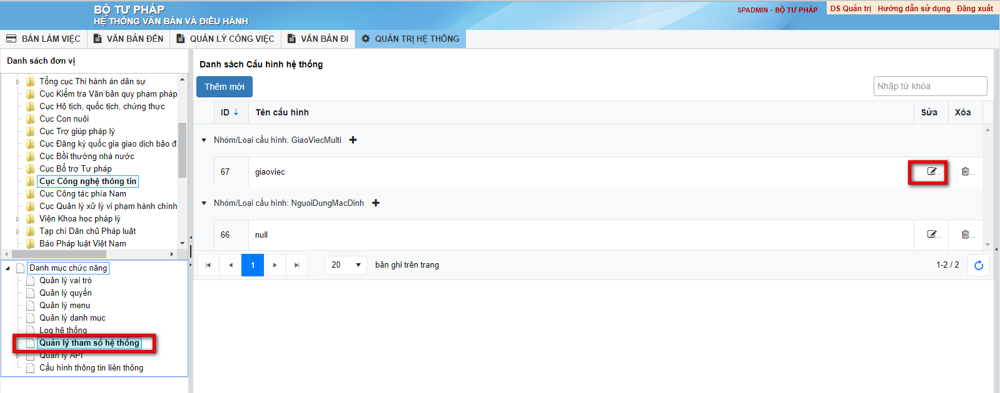 BỘ TƯ PHÁP
HỆ THỐNG VĂN BẢN VÀ ĐIỀU HÀNH
SPADMIN - BỘ TƯ PHÁP
DS Quản trị Hướng dẫn sử dụng Đăng xuất
BÀN LÀM VIỆC VĂN BẢN ĐẾN QUẢN LÝ CÔNG VIỆC VĂN BẢN ĐI QUẢN TRỊ HỆ THỐNG
Danh sách đơn vị
Tổng cục Thi hành án dân sự
Cục Kiểm tra Văn bản quy phạm pháp
Cục Hộ tịch, quốc tịch, chứng thực
Cục Con nuôi
Cục Trợ giúp pháp lý
Cục Đăng ký quốc gia giao dịch bảo đ
Cục Bồi thường nhà nước
Cục Bổ trợ Tư pháp
Cục Công nghệ thông tin
Cục Công tác phía Nam
Cục Quản lý xử lý vi phạm hành chính
Viện Khoa học pháp lý
Tạp chí Dân chủ Pháp luật
Báo Pháp luật Việt Nam
Danh mục chức năng
Quản lý vai trò
Quản lý quyền
Quản lý menu
Quản lý danh mục
Log hệ thống
Quản lý tham số hệ thống
Quản lý API
Cấu hình thông tin liên thông
Danh sách Cấu hình hệ thống
Thêm mới
Nhập từ khóa
ID ↓ Tên cấu hình Sửa Xóa
Nhóm/Loại cấu hình: GiaoViecMulti
67 giaoviec ... ...
Nhóm/Loại cấu hình: NguoiDungMacDinh
66 null ... ...
1 20 bản ghi trên trang 1-2 / 2